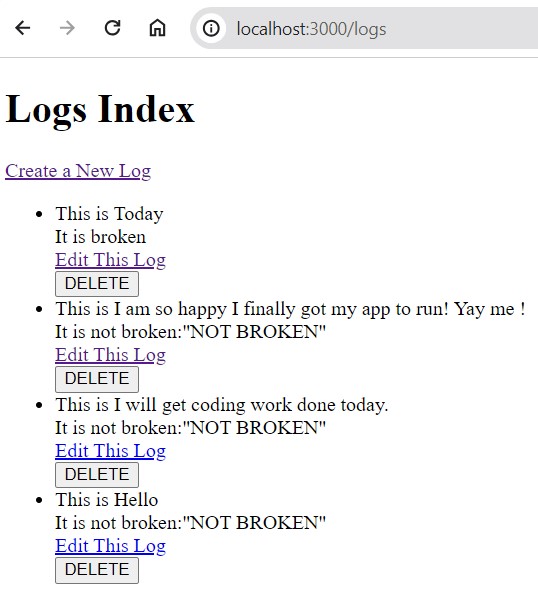 localhost:3000/logs
Logs Index
Create a New Log
This is Today
It is broken
Edit This Log
DELETE
This is I am so happy I finally got my app to run! Yay me !
It is not broken:"NOT BROKEN"
Edit This Log
DELETE
This is I will get coding work done today.
It is not broken:"NOT BROKEN"
Edit This Log
DELETE
This is Hello
It is not broken:"NOT BROKEN"
Edit This Log
DELETE